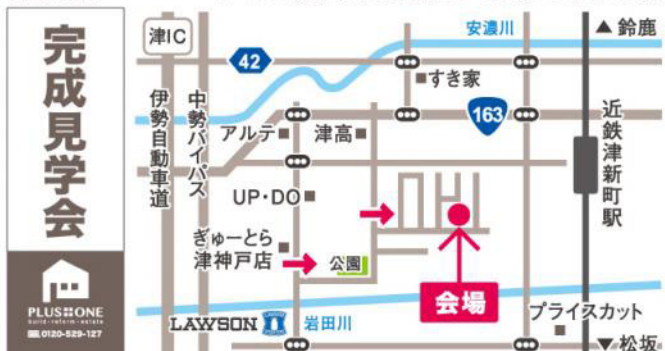 完成見学会
PLUS ONE
build・reform・estate
0120-529-127
津IC
42
伊勢自動車道
中勢バイパス
安濃川
▲鈴鹿
すき家
アルテ
津高
163
近鉄津新町駅
UP・DO
ぎゅーとら
津神戸店
公園
会場
LAWSON
岩田川
プライスカット
▼松坂